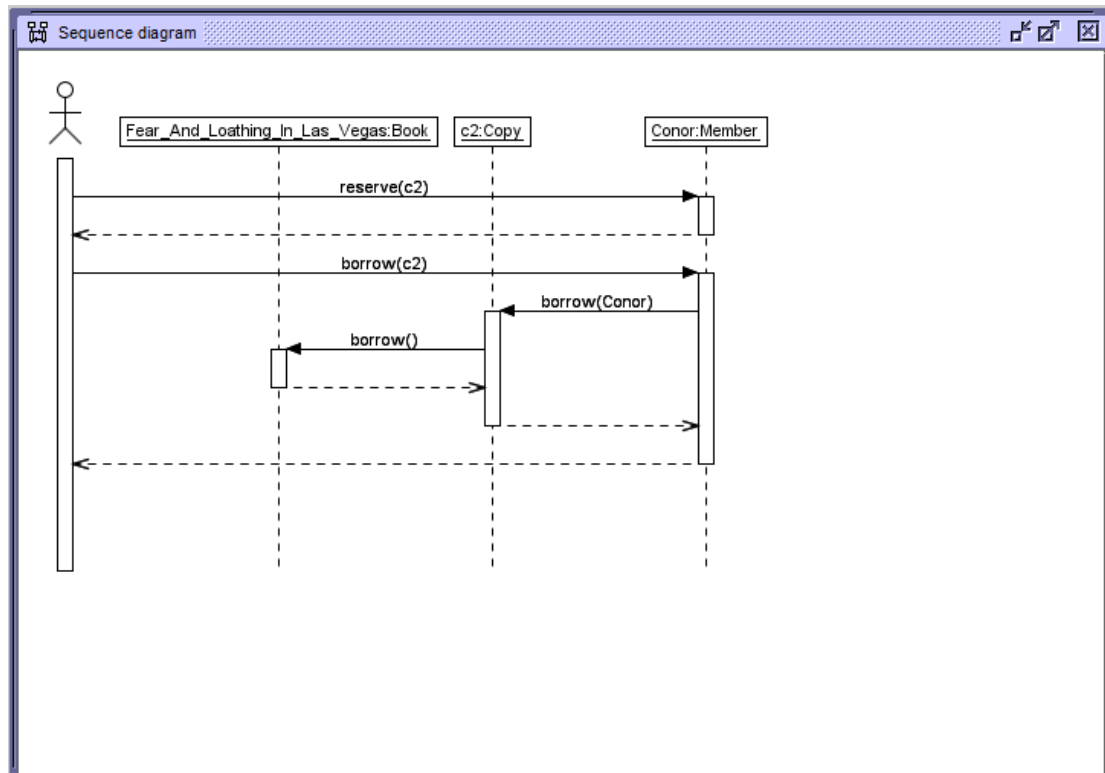 Sequence diagram
Fear_And_Loathing_In_Las_Vegas:Book
c2:Copy
Conor:Member
reserve(c2)
borrow(c2)
borrow(Conor)
borrow()